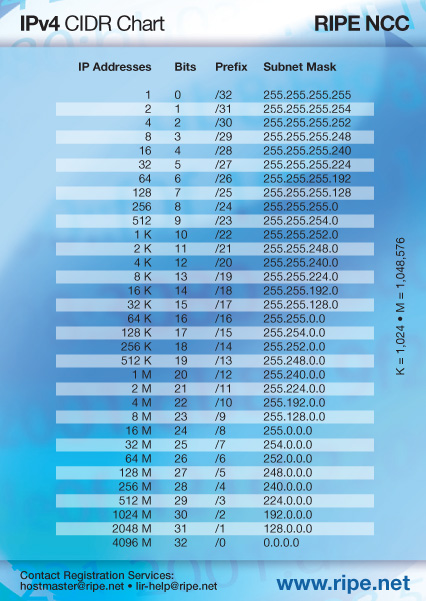 IPv4 CIDR Chart RIPE NCC
IP Addresses Bits Prefix Subnet Mask
1 0 /32 255.255.255.255
2 1 /31 255.255.255.254
4 2 /30 255.255.255.252
8 3 /29 255.255.255.248
16 4 /28 255.255.255.240
32 5 /27 255.255.255.224
64 6 /26 255.255.255.192
128 7 /25 255.255.255.128
256 8 /24 255.255.255.0
512 9 /23 255.255.254.0
1 K 10 /22 255.255.252.0
2 K 11 /21 255.255.248.0
4 K 12 /20 255.255.240.0
8 K 13 /19 255.255.224.0
16 K 14 /18 255.255.192.0
32 K 15 /17 255.255.128.0
64 K 16 /16 255.255.0.0
128 K 17 /15 255.254.0.0
256 K 18 /14 255.252.0.0
512 K 19 /13 255.248.0.0
1 M 20 /12 255.240.0.0
2 M 21 /11 255.224.0.0
4 M 22 /10 255.192.0.0
8 M 23 /9 255.128.0.0
16 M 24 /8 255.0.0.0
32 M 25 /7 254.0.0.0
64 M 26 /6 252.0.0.0
128 M 27 /5 248.0.0.0
256 M 28 /4 240.0.0.0
512 M 29 /3 224.0.0.0
1024 M 30 /2 192.0.0.0
2048 M 31 /1 128.0.0.0
4096 M 32 /0 0.0.0.0
K = 1,024 • M = 1,048,576
Contact Registration Services:
hostmaster@ripe.net • lir-help@ripe.net
www.ripe.net